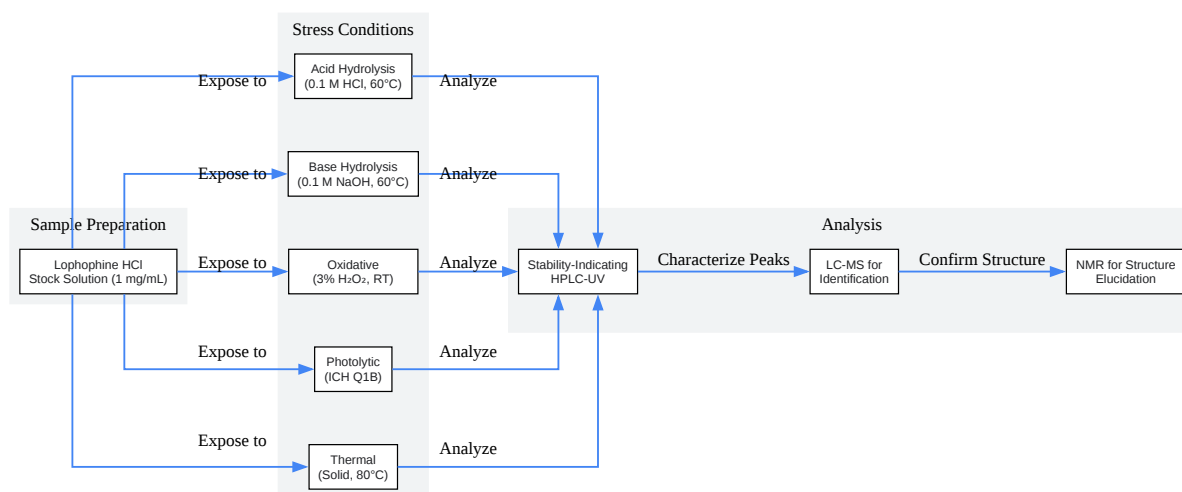 Stress Conditions
Acid Hydrolysis
(0.1 M HCl, 60°C)
Expose to
Analyze
Base Hydrolysis
(0.1 M NaOH, 60°C)
Expose to
Analyze
Sample Preparation
Analysis
Lophophine HCl
Stock Solution (1 mg/mL)
Expose to
Oxidative
(3% H₂O₂, RT)
Analyze
Stability-Indicating
HPLC-UV
Characterize Peaks
LC-MS for
Identification
Confirm Structure
NMR for Structure
Elucidation
Expose to
Photolytic
(ICH Q1B)
Analyze
Expose to
Thermal
(Solid, 80°C)
Analyze